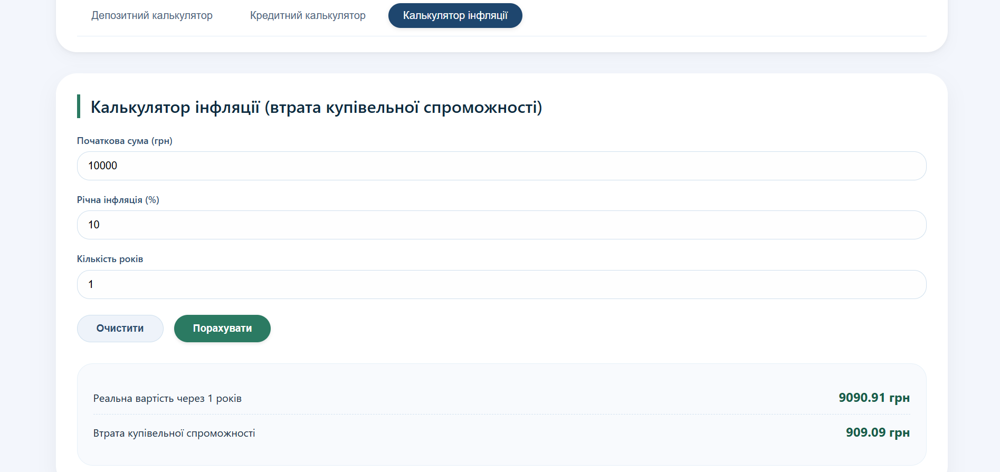 Депозитний калькулятор
Кредитний калькулятор
Калькулятор інфляції
Калькулятор інфляції (втрата купівельної спроможності)
Початкова сума (грн)
10000
Річна інфляція (%)
10
Кількість років
1
Очистити
Порахувати
Реальна вартість через 1 років
9090.91 грн
Втрата купівельної спроможності
909.09 грн